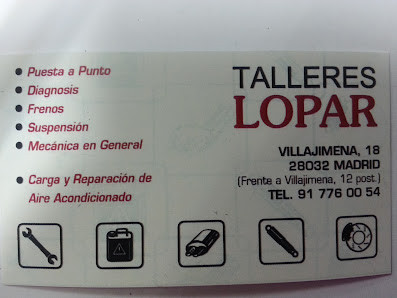 • Puesta a Punto
• Diagnosis
• Frenos
• Suspensión
• Mecánica en General
• Carga y Reparación de
Aire Acondicionado
TALLERES
LOPAR
VILLAJIMENA, 18
28032 MADRID
(Frente a Villajimena, 12 post.)
TEL. 91 776 00 54